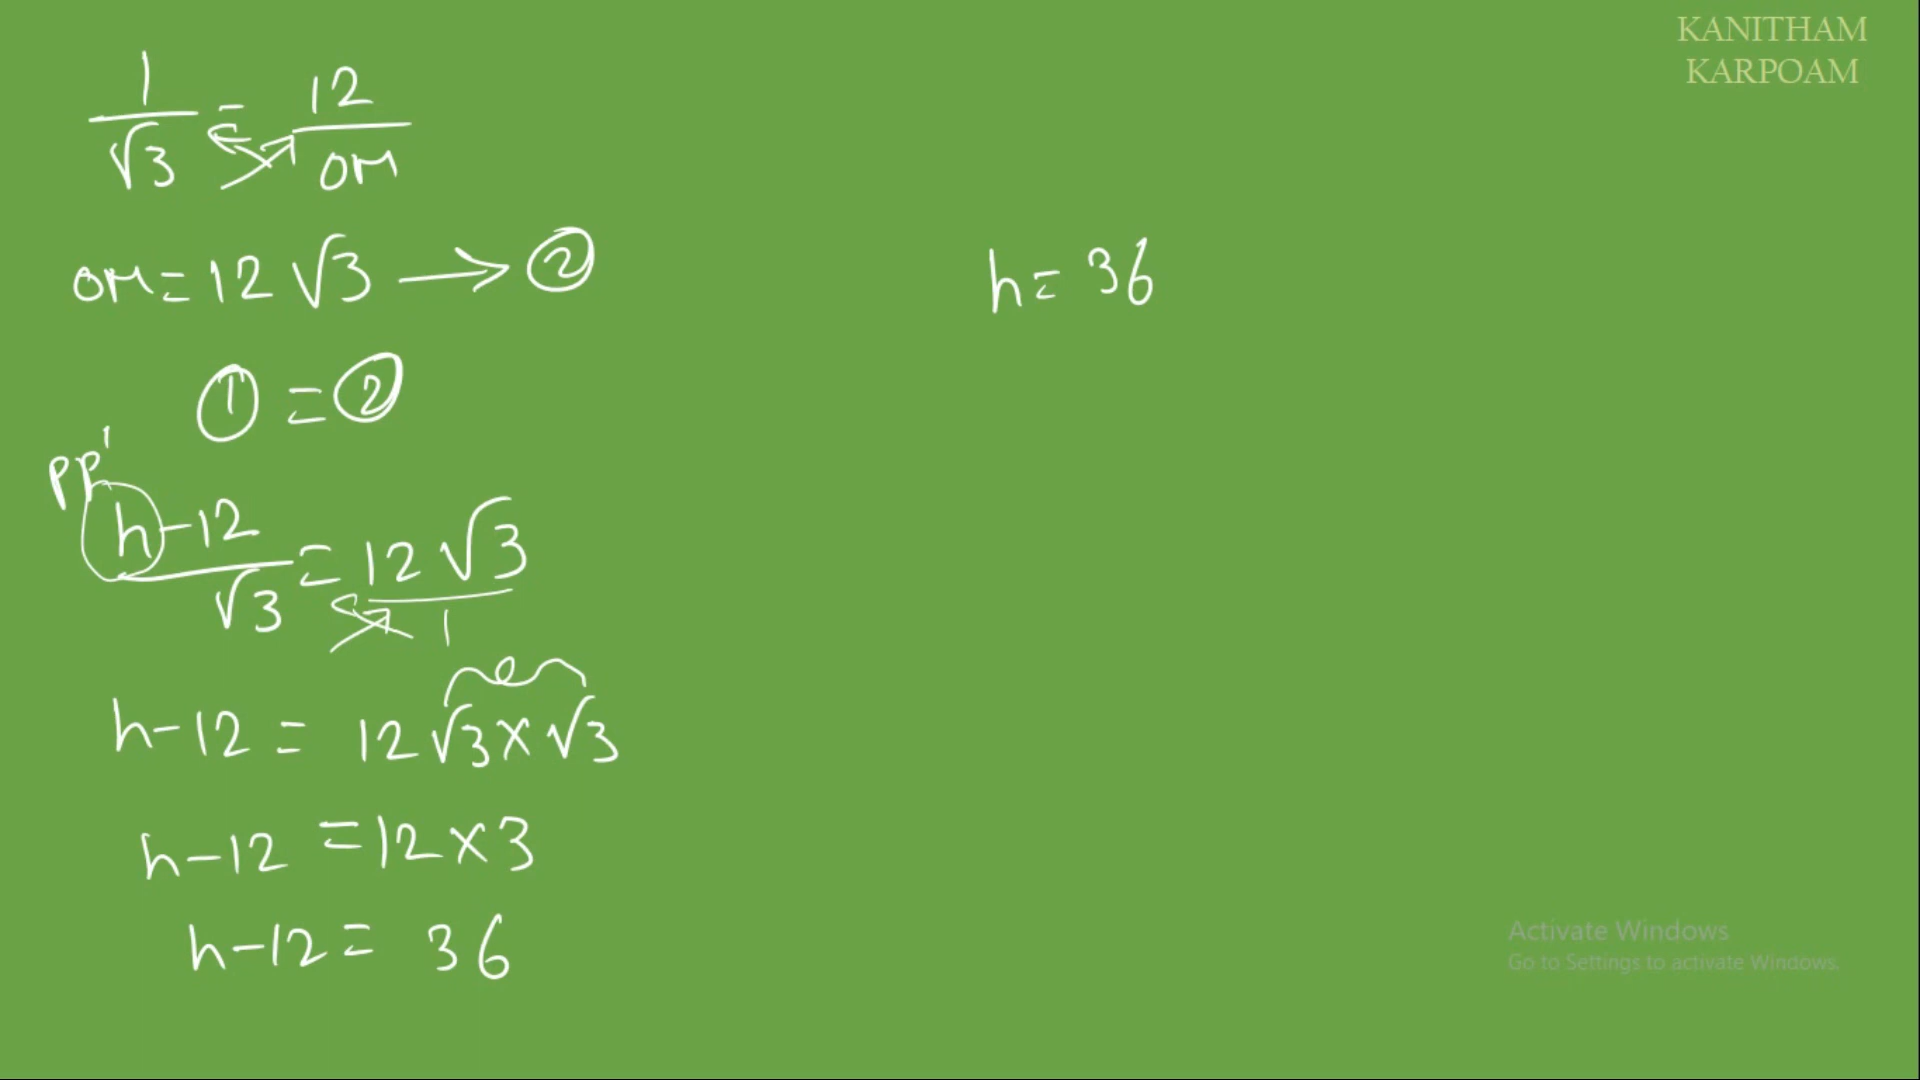 KANITHAM
KARPOAM
1/√3 = 12/OM
OM = 12√3 → ②
① = ②
PP'
h-12/√3 = 12√3/1
h-12 = 12√3×√3
h-12 = 12×3
h-12 = 36
h = 36
Activate Windows
Go to Settings to activate Windows.